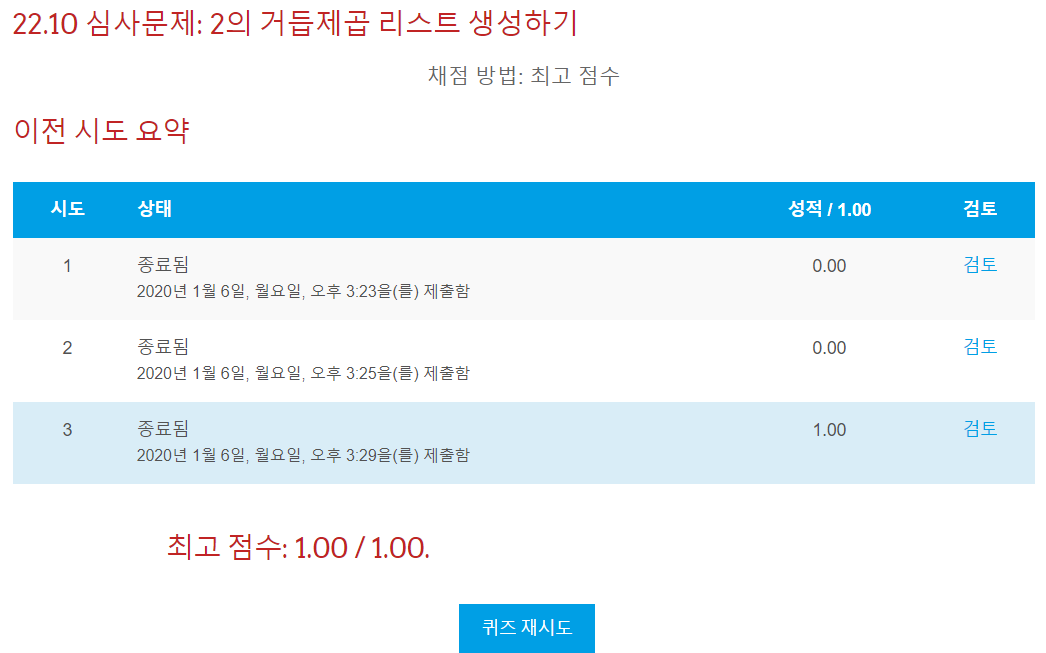 22.10 심사문제: 2의 거듭제곱 리스트 생성하기
채점 방법: 최고 점수
이전 시도 요약
시도 상태 성적 / 1.00 검토
1 종료됨 0.00 검토
2020년 1월 6일, 월요일, 오후 3:23을(를) 제출함
2 종료됨 0.00 검토
2020년 1월 6일, 월요일, 오후 3:25을(를) 제출함
3 종료됨 1.00 검토
2020년 1월 6일, 월요일, 오후 3:29을(를) 제출함
최고 점수: 1.00 / 1.00.
퀴즈 재시도